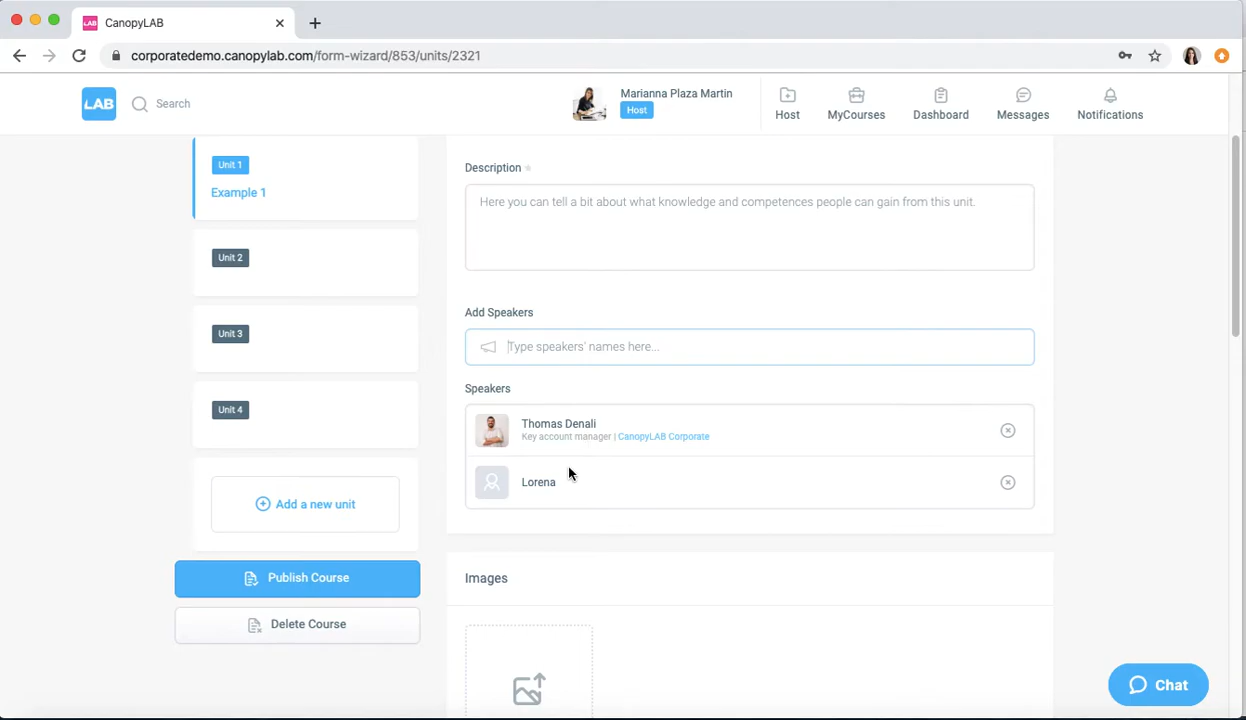 LAB CanopyLAB
corporatedemo.canopylab.com/form-wizard/853/units/2321
LAB
Search
Marianna Plaza Martin
Host
Host
MyCourses
Dashboard
Messages
Notifications
Unit 1
Example 1
Unit 2
Unit 3
Unit 4
Add a new unit
Publish Course
Delete Course
Description
Here you can tell a bit about what knowledge and competences people can gain from this unit.
Add Speakers
Type speakers' names here...
Speakers
Thomas Denali
Key account manager | CanopyLAB Corporate
Lorena
Images
Chat